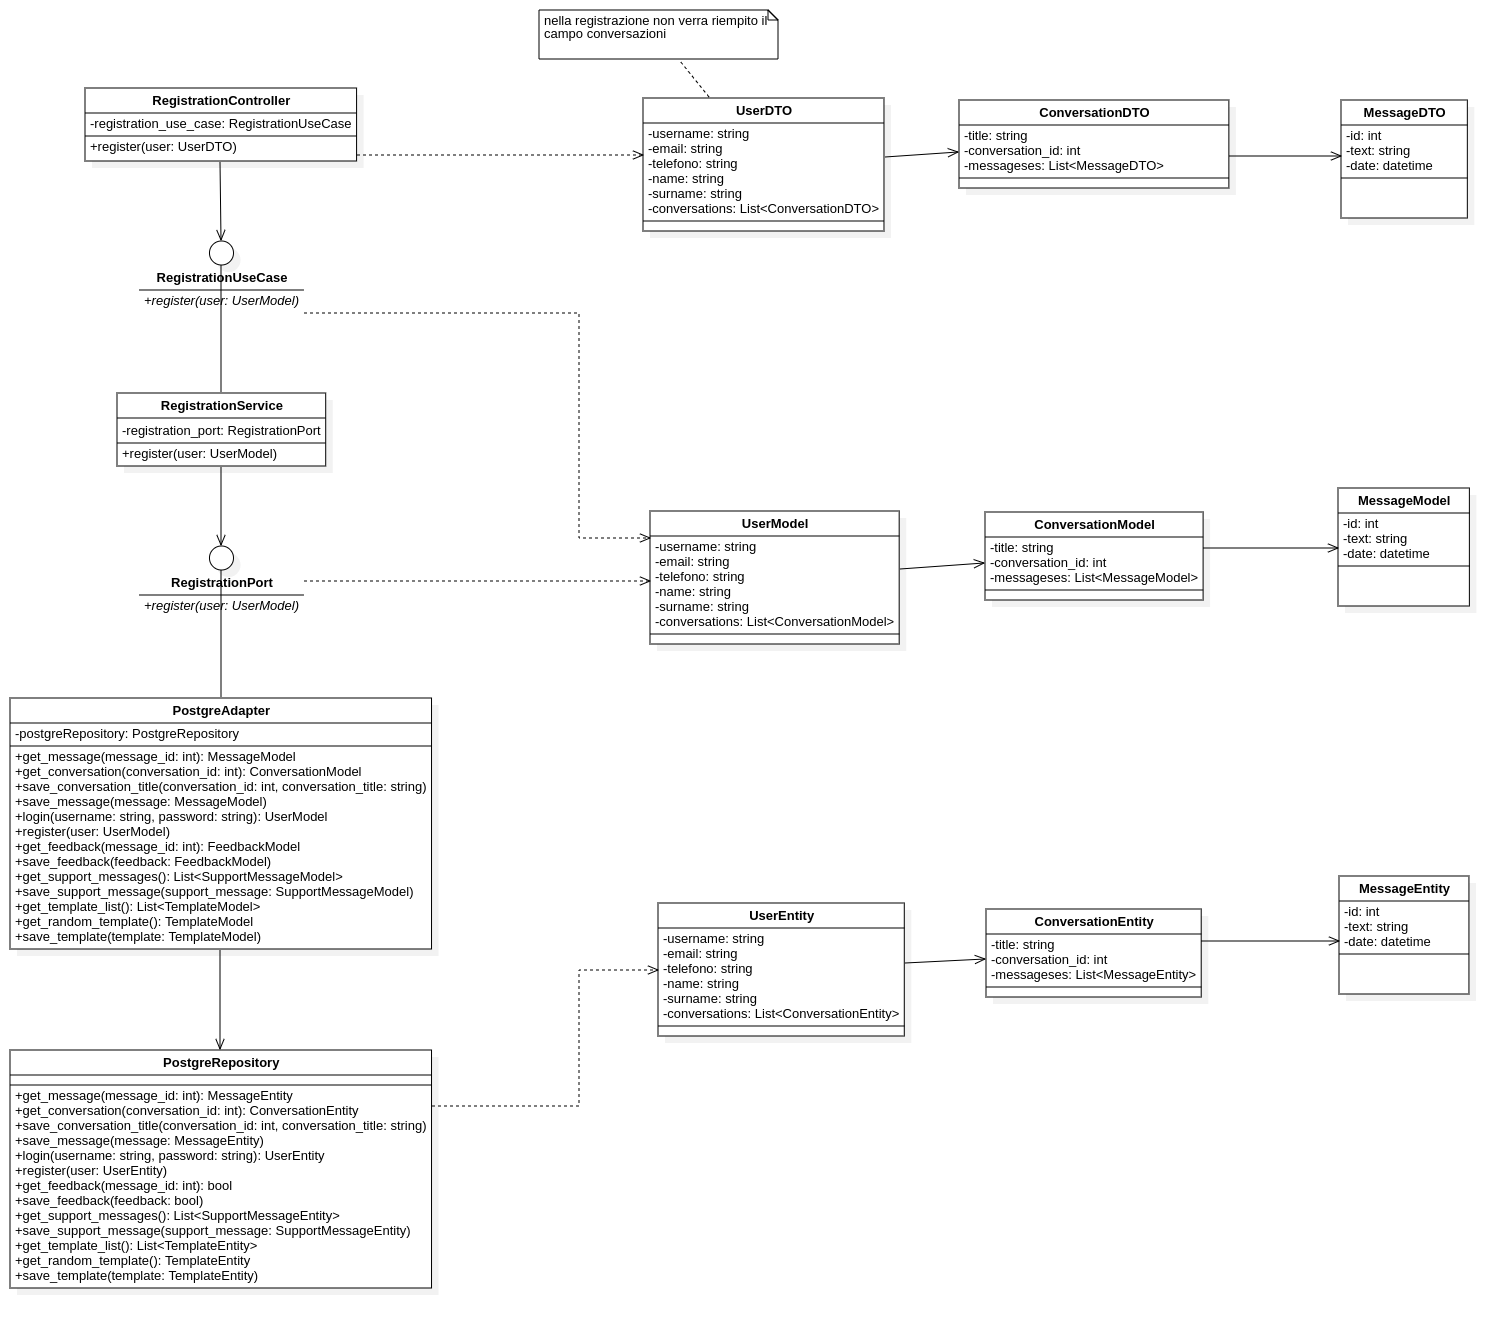 nella registrazione non verra riempito il
campo conversazioni
RegistrationController
-registration_use_case: RegistrationUseCase
+register(user: UserDTO)
UserDTO
-username: string
-email: string
-telefono: string
-name: string
-surname: string
-conversations: List<ConversationDTO>
ConversationDTO
-title: string
-conversation_id: int
-messageses: List<MessageDTO>
MessageDTO
-id: int
-text: string
-date: datetime
RegistrationUseCase
+register(user: UserModel)
RegistrationService
-registration_port: RegistrationPort
+register(user: UserModel)
RegistrationPort
+register(user: UserModel)
UserModel
-username: string
-email: string
-telefono: string
-name: string
-surname: string
-conversations: List<ConversationModel>
ConversationModel
-title: string
-conversation_id: int
-messageses: List<MessageModel>
MessageModel
-id: int
-text: string
-date: datetime
PostgreAdapter
-postgreRepository: PostgreRepository
+get_message(message_id: int): MessageModel
+get_conversation(conversation_id: int): ConversationModel
+save_conversation_title(conversation_id: int, conversation_title: string)
+save_message(message: MessageModel)
+login(username: string, password: string): UserModel
+register(user: UserModel)
+get_feedback(message_id: int): FeedbackModel
+save_feedback(feedback: FeedbackModel)
+get_support_messages(): List<SupportMessageModel>
+save_support_message(support_message: SupportMessageModel)
+get_template_list(): List<TemplateModel>
+get_random_template(): TemplateModel
+save_template(template: TemplateModel)
UserEntity
-username: string
-email: string
-telefono: string
-name: string
-surname: string
-conversations: List<ConversationEntity>
ConversationEntity
-title: string
-conversation_id: int
-messageses: List<MessageEntity>
MessageEntity
-id: int
-text: string
-date: datetime
PostgreRepository
+get_message(message_id: int): MessageEntity
+get_conversation(conversation_id: int): ConversationEntity
+save_conversation_title(conversation_id: int, conversation_title: string)
+save_message(message: MessageEntity)
+login(username: string, password: string): UserEntity
+register(user: UserEntity)
+get_feedback(message_id: int): bool
+save_feedback(feedback: bool)
+get_support_messages(): List<SupportMessageEntity>
+save_support_message(support_message: SupportMessageEntity)
+get_template_list(): List<TemplateEntity>
+get_random_template(): TemplateEntity
+save_template(template: TemplateEntity)